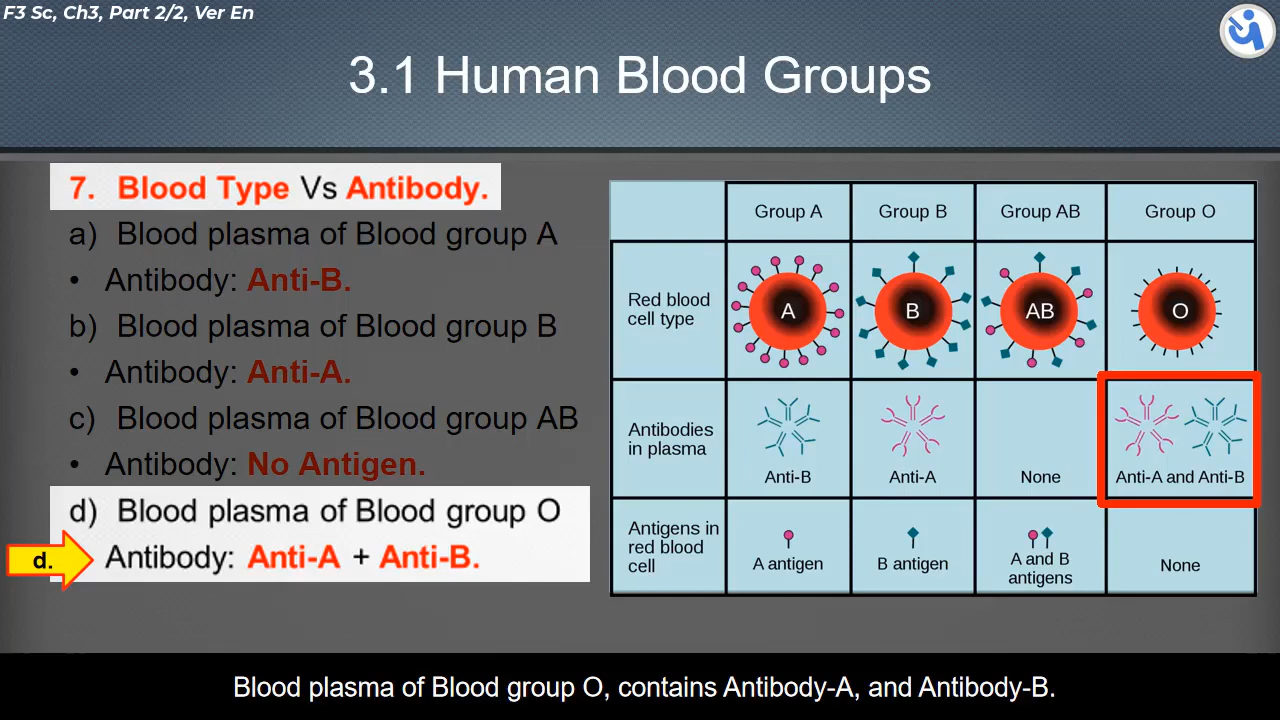 F3 Sc, Ch3, Part 2/2, Ver En
3.1 Human Blood Groups
7. Blood Type Vs Antibody.
a) Blood plasma of Blood group A
• Antibody: Anti-B.
b) Blood plasma of Blood group B
• Antibody: Anti-A.
c) Blood plasma of Blood group AB
• Antibody: No Antigen.
d) Blood plasma of Blood group O
d.
Antibody: Anti-A + Anti-B.
Group A
Group B
Group AB
Group O
Red blood
cell type
A
B
AB
O
Antibodies
in plasma
Anti-B
Anti-A
None
Anti-A and Anti-B
Antigens in
red blood
cell
A antigen
B antigen
A and B
antigens
None
Blood plasma of Blood group O, contains Antibody-A, and Antibody-B.